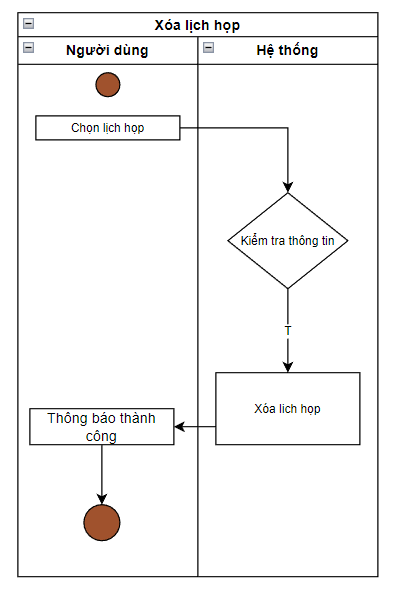 Xóa lịch họp
Người dùng
Hệ thống
Chọn lịch họp
Kiểm tra thông tin
T
Xóa lich họp
Thông báo thành
công